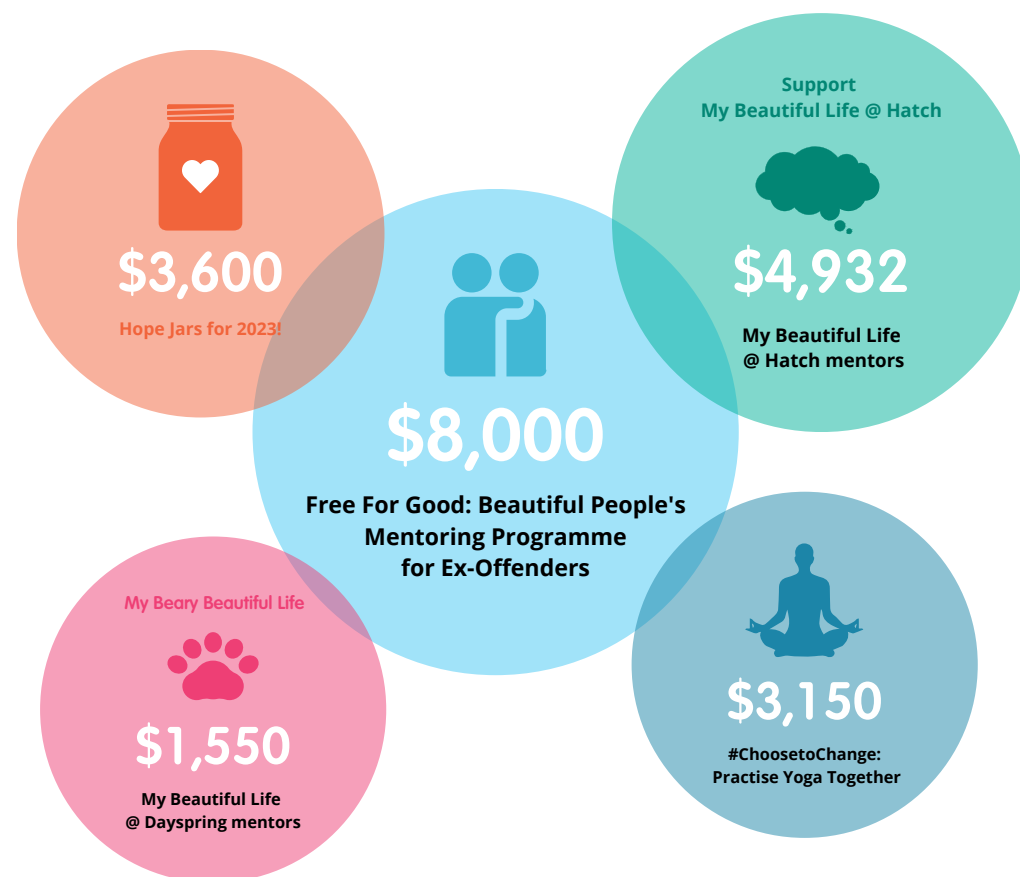 $3,600
Hope Jars for 2023!
Support
My Beautiful Life @ Hatch
$4,932
My Beautiful Life
@ Hatch mentors
$8,000
Free For Good: Beautiful People's
Mentoring Programme
for Ex-Offenders
My Beary Beautiful Life
$1,550
My Beautiful Life
@ Dayspring mentors
$3,150
#ChoosetoChange:
Practise Yoga Together